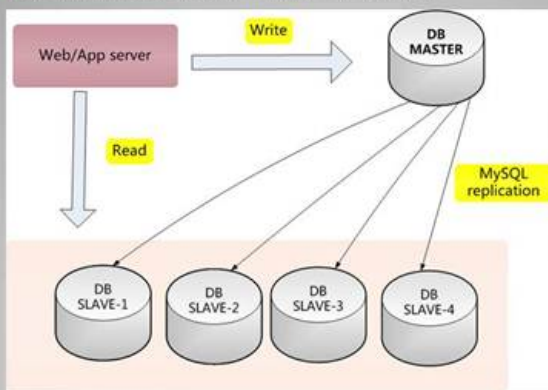 Write
DB
MASTER
Web/App server
Read
MySQL
replication
DB
SLAVE-1
DB
SLAVE-2
DB
SLAVE-3
DB
SLAVE-4